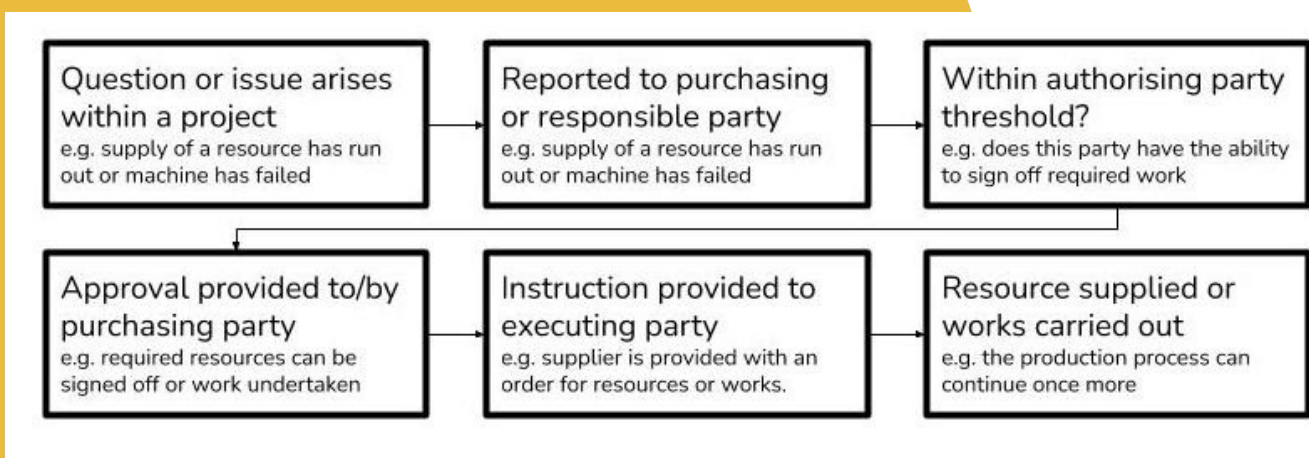 Question or issue arises
within a project
e.g. supply of a resource has run
out or machine has failed
Reported to purchasing
or responsible party
e.g. supply of a resource has run
out or machine has failed
Within authorising party
threshold?
e.g. does this party have the ability
to sign off required work
Approval provided to/by
purchasing party
e.g. required resources can be
signed off or work undertaken
Instruction provided to
executing party
e.g. supplier is provided with an
order for resources or works.
Resource supplied or
works carried out
e.g. the production process can
continue once more